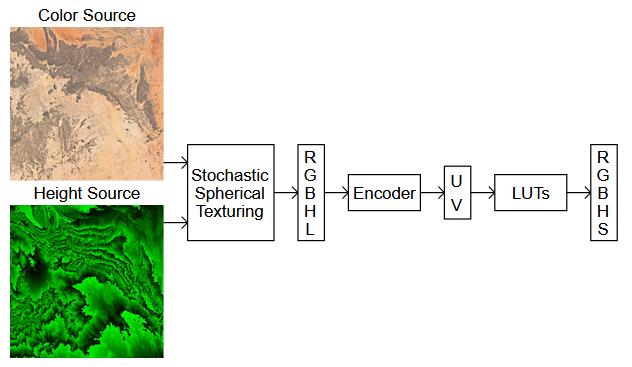 Color Source
Height Source
Stochastic
Spherical
Texturing
R
G
B
H
L
Encoder
U
V
LUTs
R
G
B
H
S